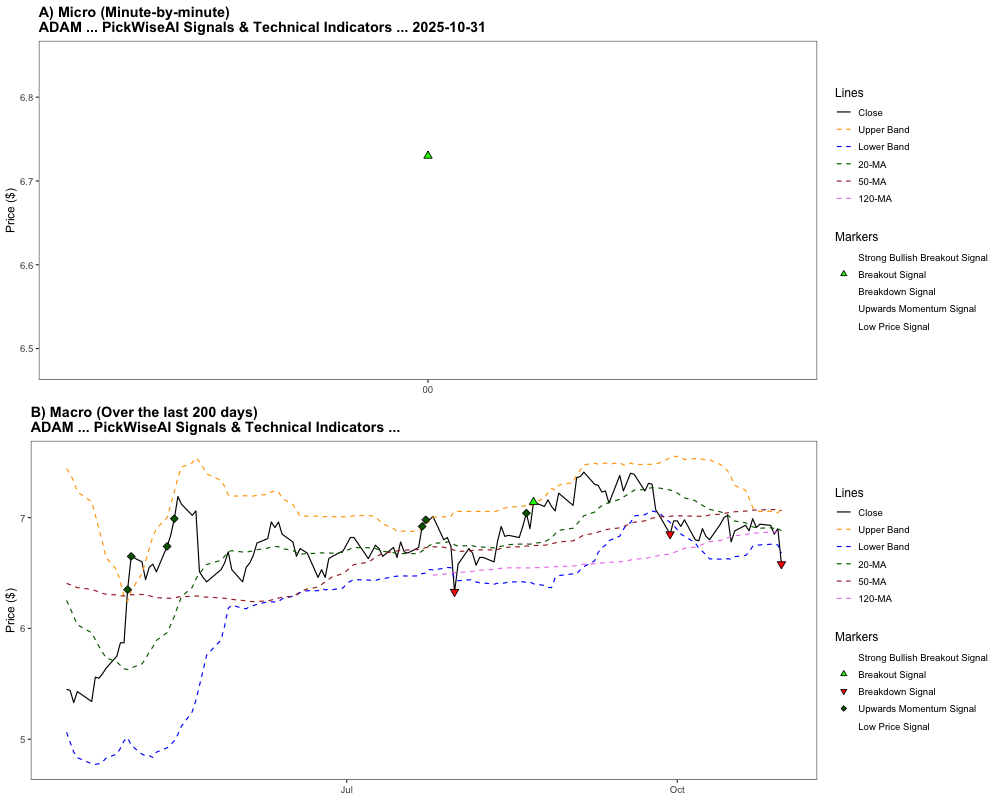 A) Micro (Minute-by-minute)
ADAM ... PickWiseAI Signals & Technical Indicators ... 2025-10-31
Price ($)
6.8
6.7
6.6
6.5
00
Lines
Close
Upper Band
Lower Band
20-MA
50-MA
120-MA
Markers
Strong Bullish Breakout Signal
Breakout Signal
Breakdown Signal
Upwards Momentum Signal
Low Price Signal
B) Macro (Over the last 200 days)
ADAM ... PickWiseAI Signals & Technical Indicators ...
Price ($)
7
6
5
Jul
Oct
Lines
Close
Upper Band
Lower Band
20-MA
50-MA
120-MA
Markers
Strong Bullish Breakout Signal
Breakout Signal
Breakdown Signal
Upwards Momentum Signal
Low Price Signal